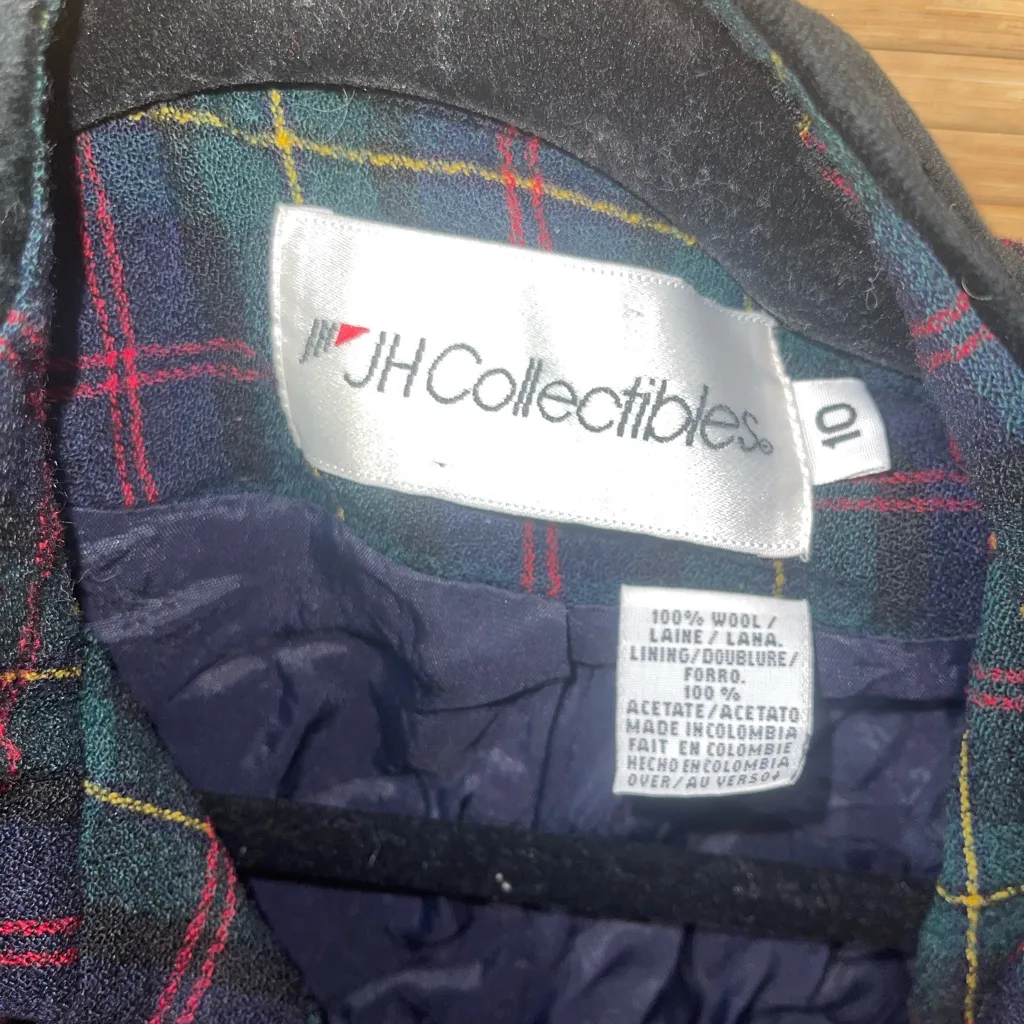 JH JH Collectibles®
10
100% WOOL/
LAINE/LANA.
LINING/DOUBLURE/
FORRO.
100 %
ACETATE/ACETATO
MADE IN COLOMBIA
FAIT EN COLOMBIE
HECHO EN COLOMBIA
OVER/AU VERSO↓